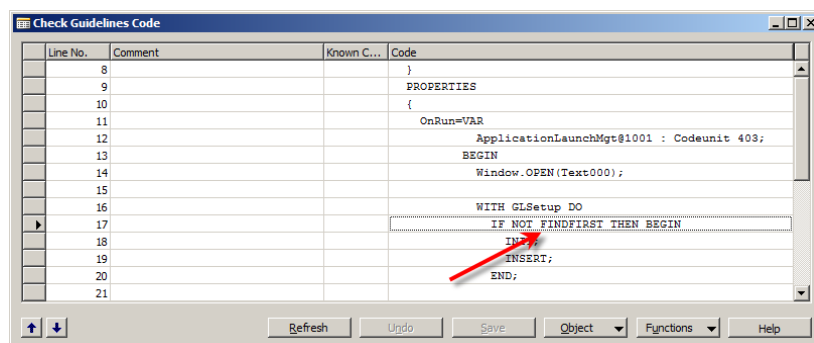 Check Guidelines Code
Line No. Comment Known C... Code
8 }
9 PROPERTIES
10 {
11 OnRun=VAR
12 ApplicationLaunchMgt@1001 : Codeunit 403;
13 BEGIN
14 Window.OPEN(Text000);
15
16 WITH GLSetup DO
17 IF NOT FINDFIRST THEN BEGIN
18
19 INSERT;
20 END;
21
Refresh Undo Save Object Functions Help